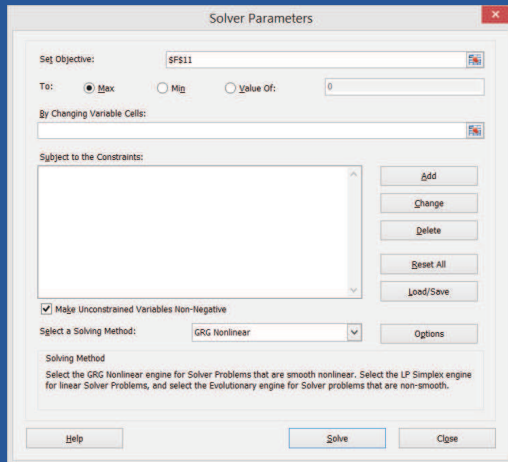 Solver Parameters
Set Objective: $F$11
To: Max Min Value Of: 0
By Changing Variable Cells:
Subject to the Constraints:
Add
Change
Delete
Reset All
Load/Save
Make Unconstrained Variables Non-Negative
Select a Solving Method: GRG Nonlinear Options
Solving Method
Select the GRG Nonlinear engine for Solver Problems that are smooth nonlinear. Select the LP Simplex engine
for linear Solver Problems, and select the Evolutionary engine for Solver problems that are non-smooth.
Help Solve Close